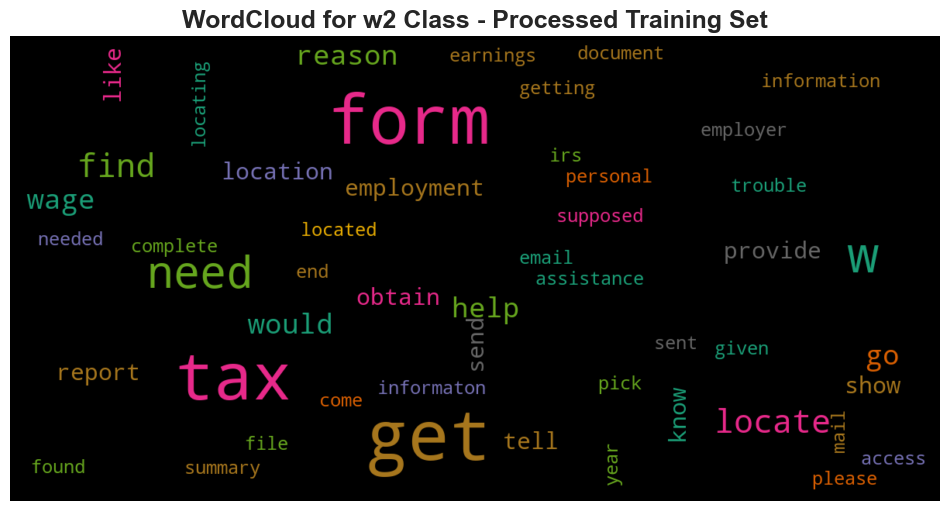 WordCloud for w2 Class - Processed Training Set
like
reason
earnings
document
locating
getting
information
form
employer
find
location
irs
personal
employment
trouble
wage
supposed
needed
located
complete
provide
w
need
end
email
assistance
obtain
help
would
send
sent
given
go
report
tax
informaton
pick
show
come
know
locate
get
tell
mail
file
year
found
summary
access
please